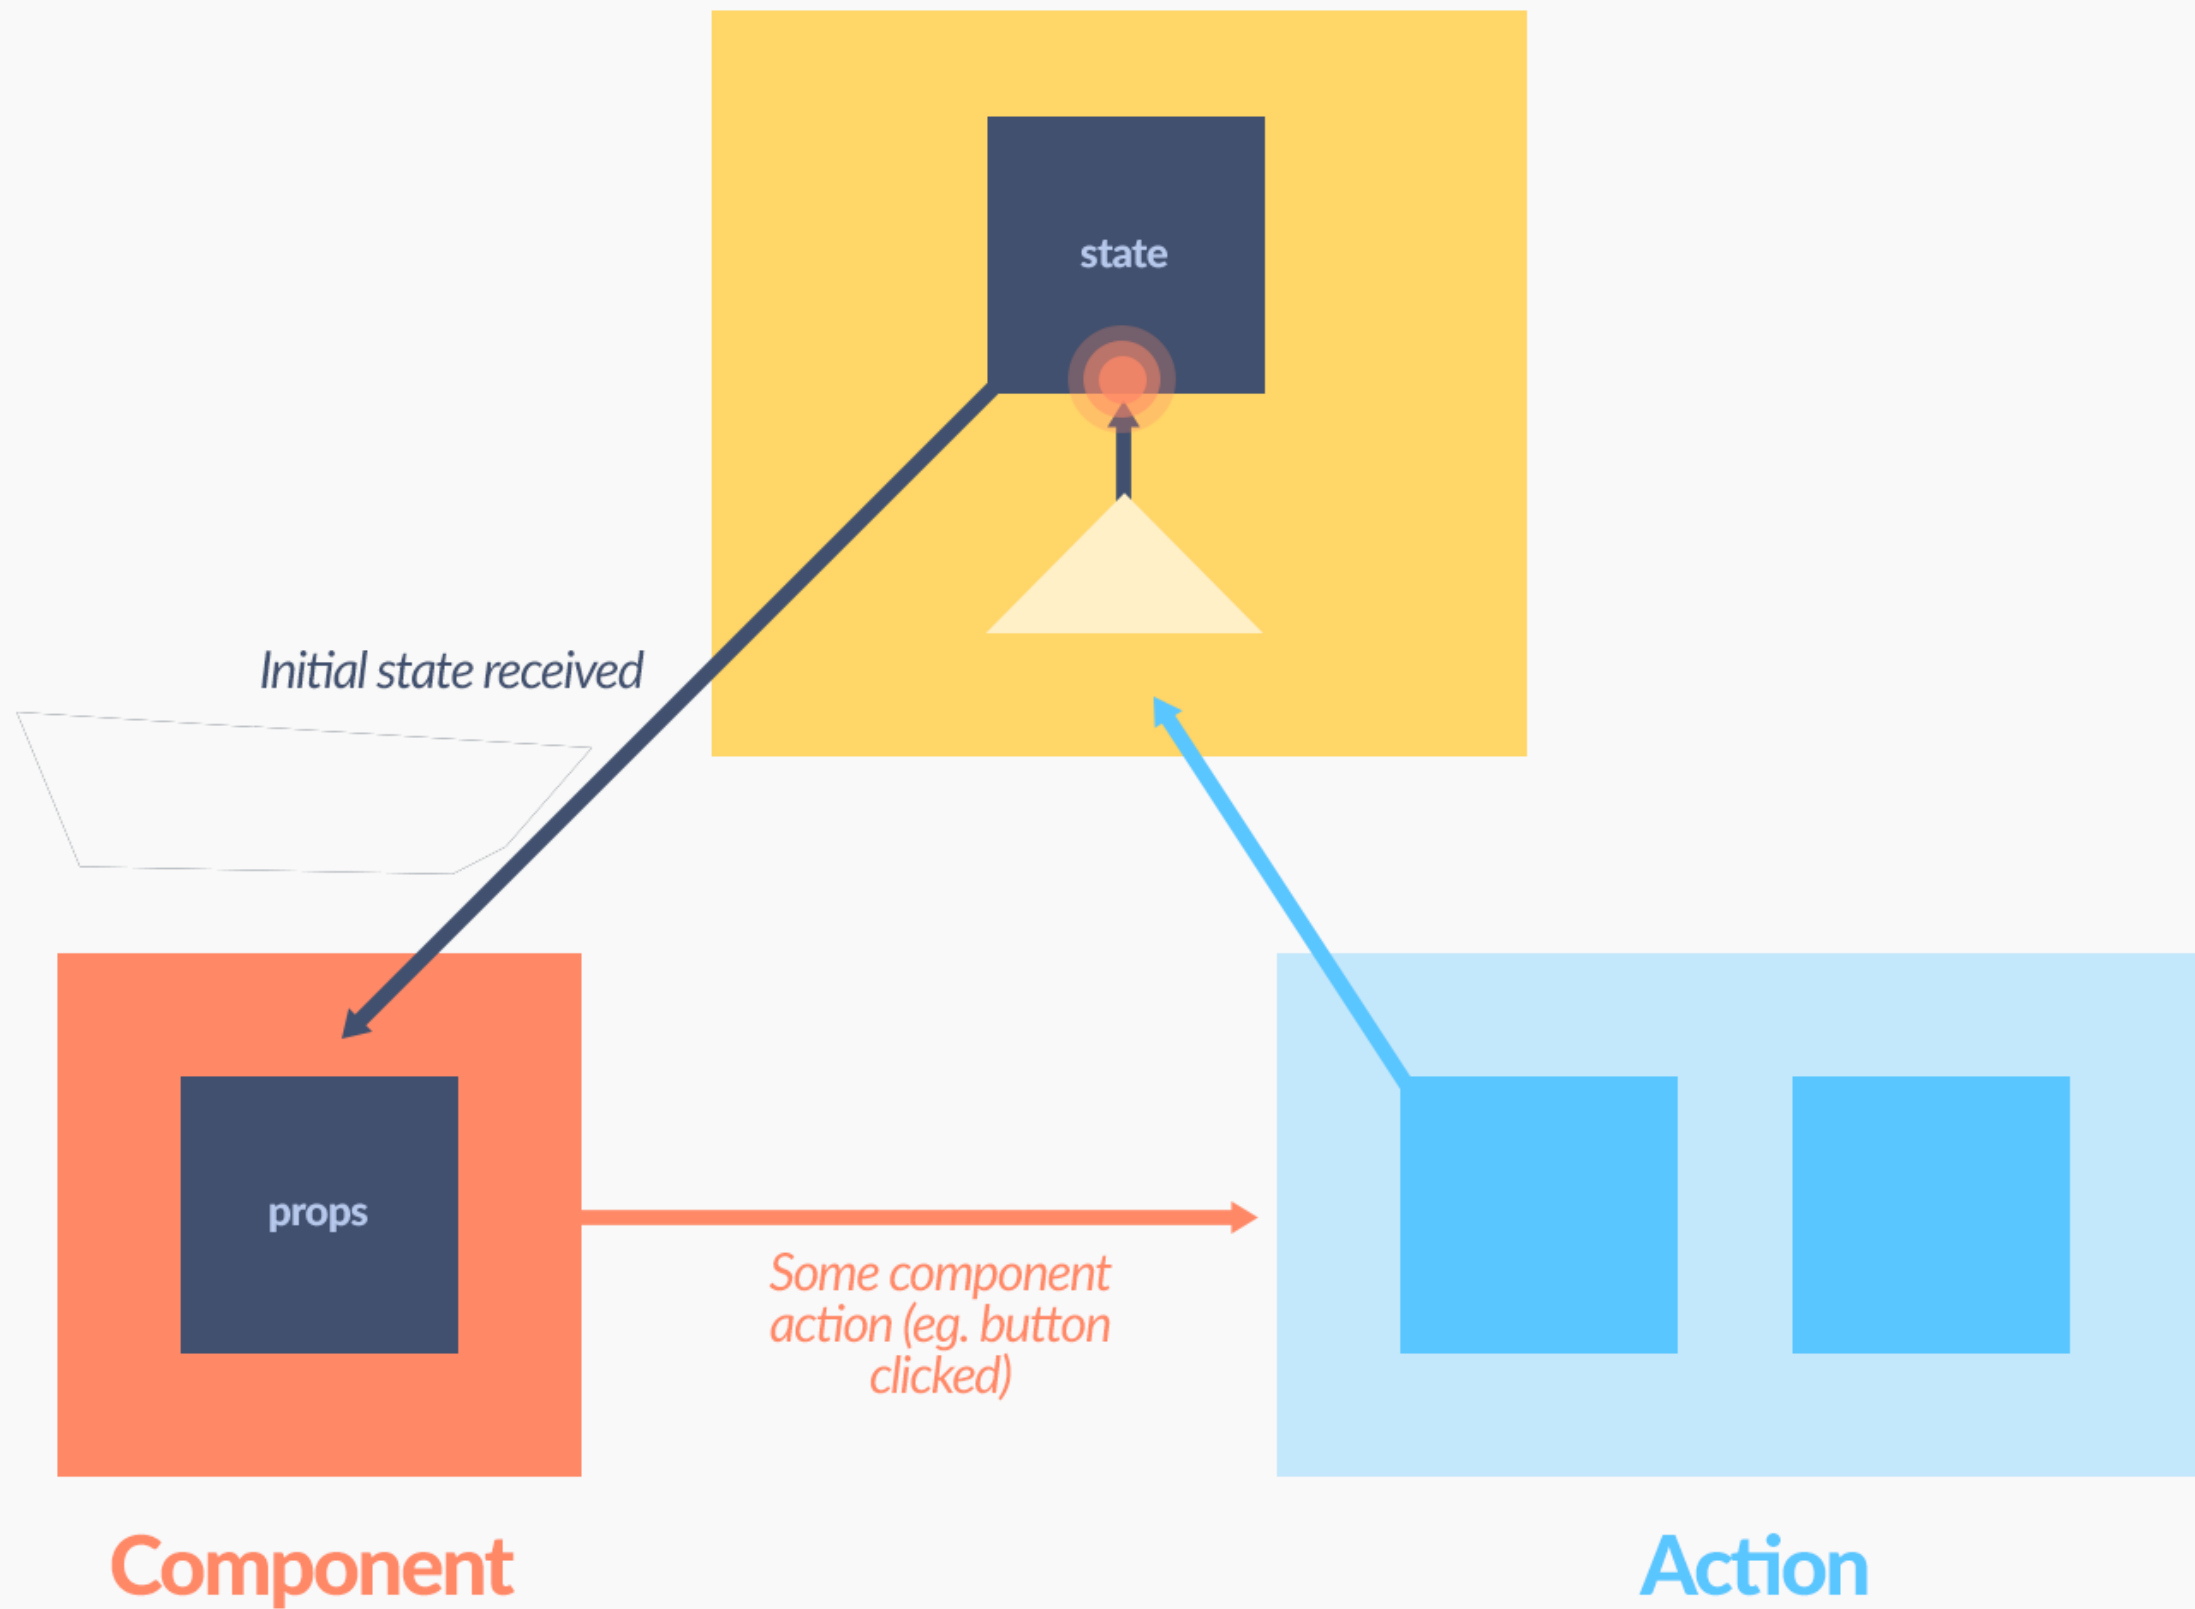 state
Initial state received
props
Some component
action (eg. button
clicked)
Component
Action